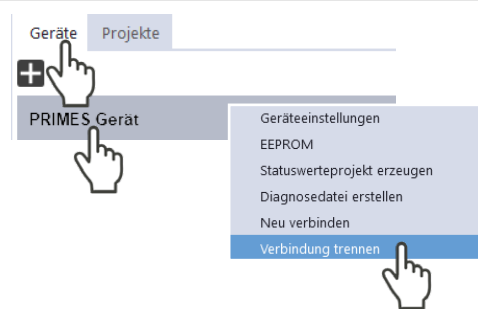 Geräte Projekte
PRIMES Gerät
Geräteeinstellungen
EEPROM
Statuswerteprojekt erzeugen
Diagnosedatei erstellen
Neu verbinden
Verbindung trennen